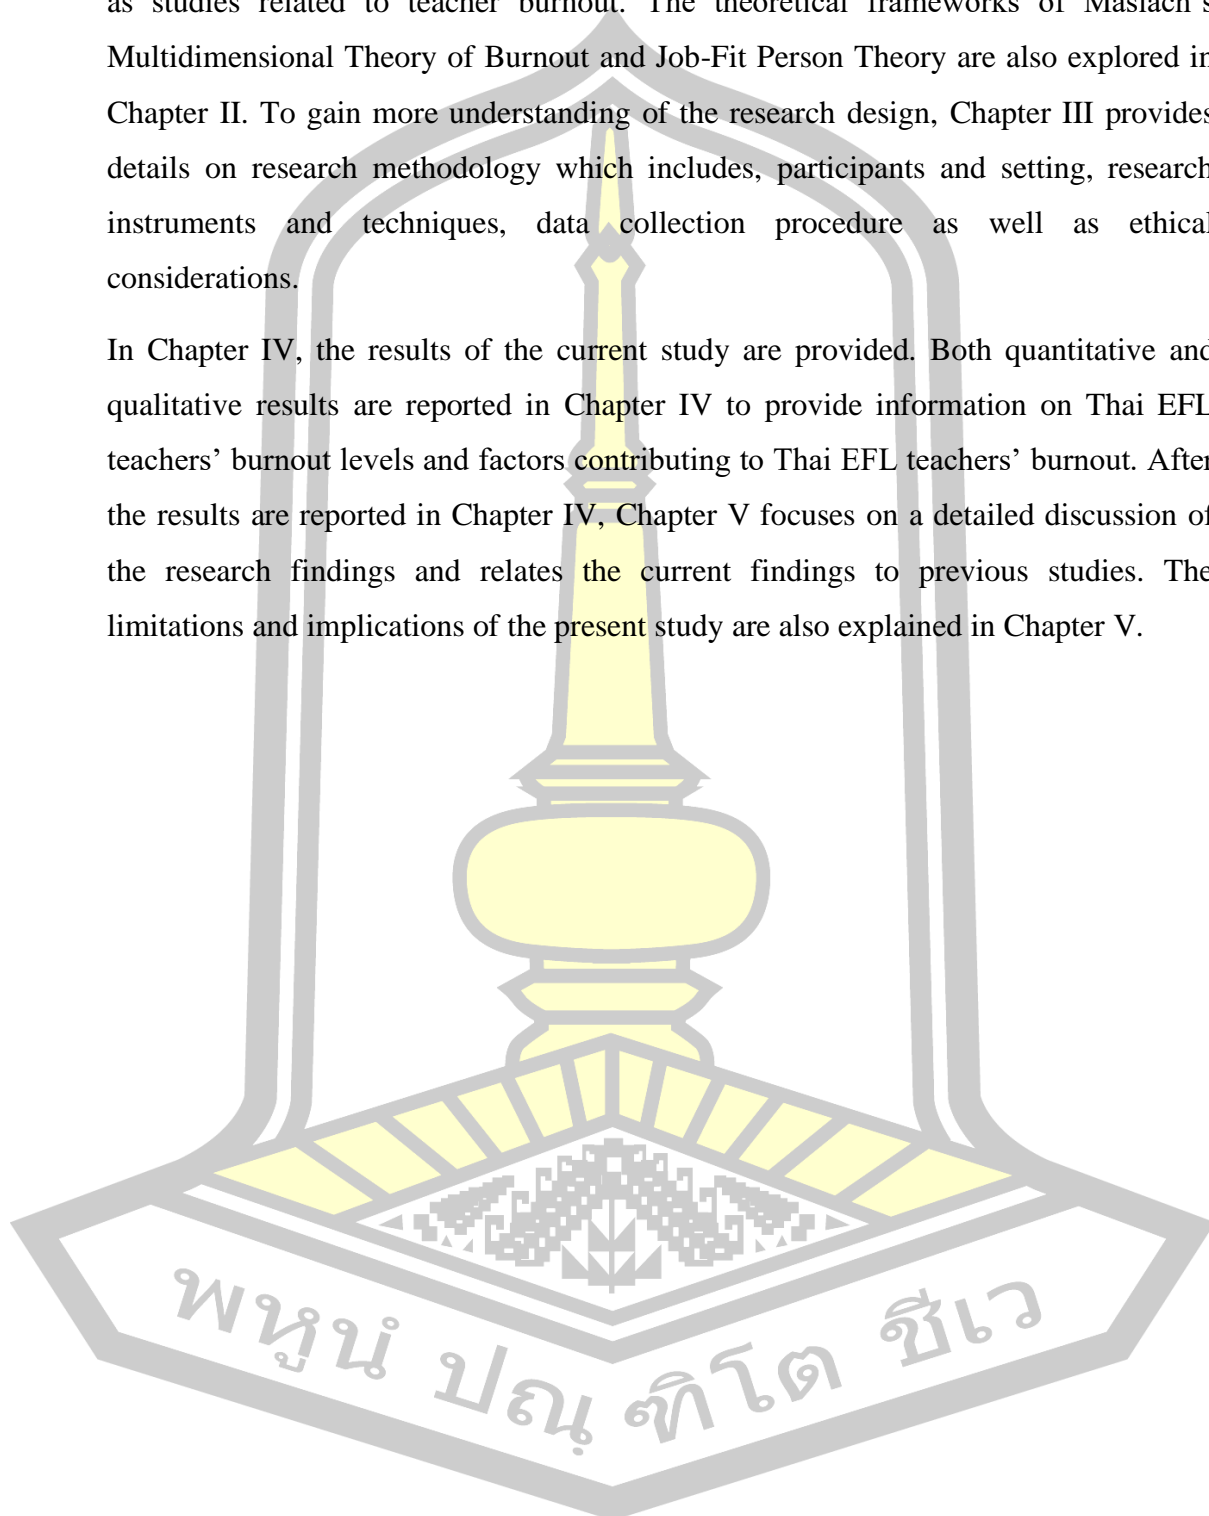 as studies related to teacher burnout. The theoretical frameworks of Maslach's
Multidimensional Theory of Burnout and Job-Fit Person Theory are also explored in
Chapter II. To gain more understanding of the research design, Chapter III provides
details on research methodology which includes, participants and setting, research
instruments and techniques, data collection procedure as well as ethical
considerations.
In Chapter IV, the results of the current study are provided. Both quantitative and
qualitative results are reported in Chapter IV to provide information on Thai EFL
teachers’ burnout levels and factors contributing to Thai EFL teachers’ burnout. After
the results are reported in Chapter IV, Chapter V focuses on a detailed discussion of
the research findings and relates the current findings to previous studies. The
limitations and implications of the present study are also explained in Chapter V.
พหูนํ ปณฺฑิโต ชีเว